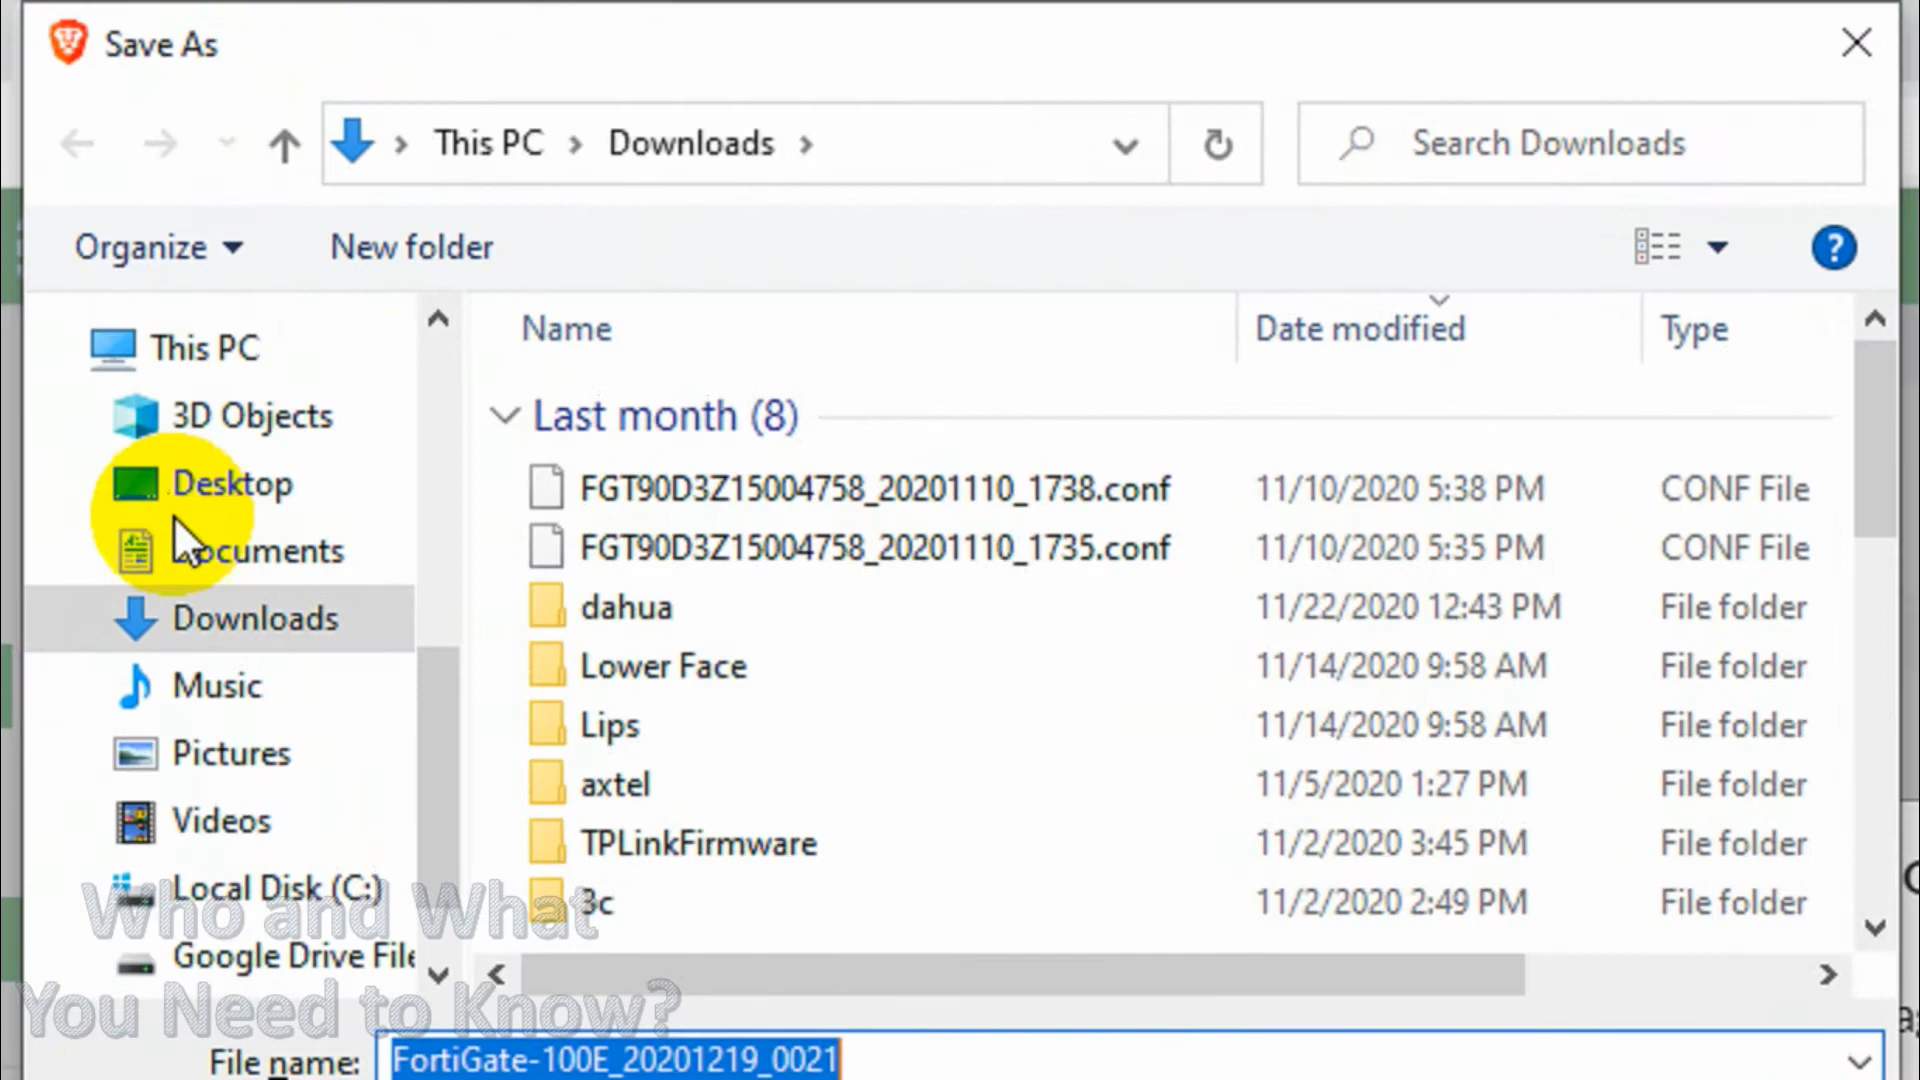 Save As
This PC
Downloads
Search Downloads
Organize
New folder
?
This PC
3D Objects
Desktop
Documents
Downloads
Music
Pictures
Videos
Local Disk (C:)
Google Drive File
Name Date modified Type
Last month (8)
FGT90D3Z15004758_20201110_1738.conf 11/10/2020 5:38 PM CONF File
FGT90D3Z15004758_20201110_1735.conf 11/10/2020 5:35 PM CONF File
dahua 11/22/2020 12:43 PM File folder
Lower Face 11/14/2020 9:58 AM File folder
Lips 11/14/2020 9:58 AM File folder
axtel 11/5/2020 1:27 PM File folder
TPLinkFirmware 11/2/2020 3:45 PM File folder
3c 11/2/2020 2:49 PM File folder
Who and What
You Need to Know?
File name: FortiGate-100E_20201219_0021